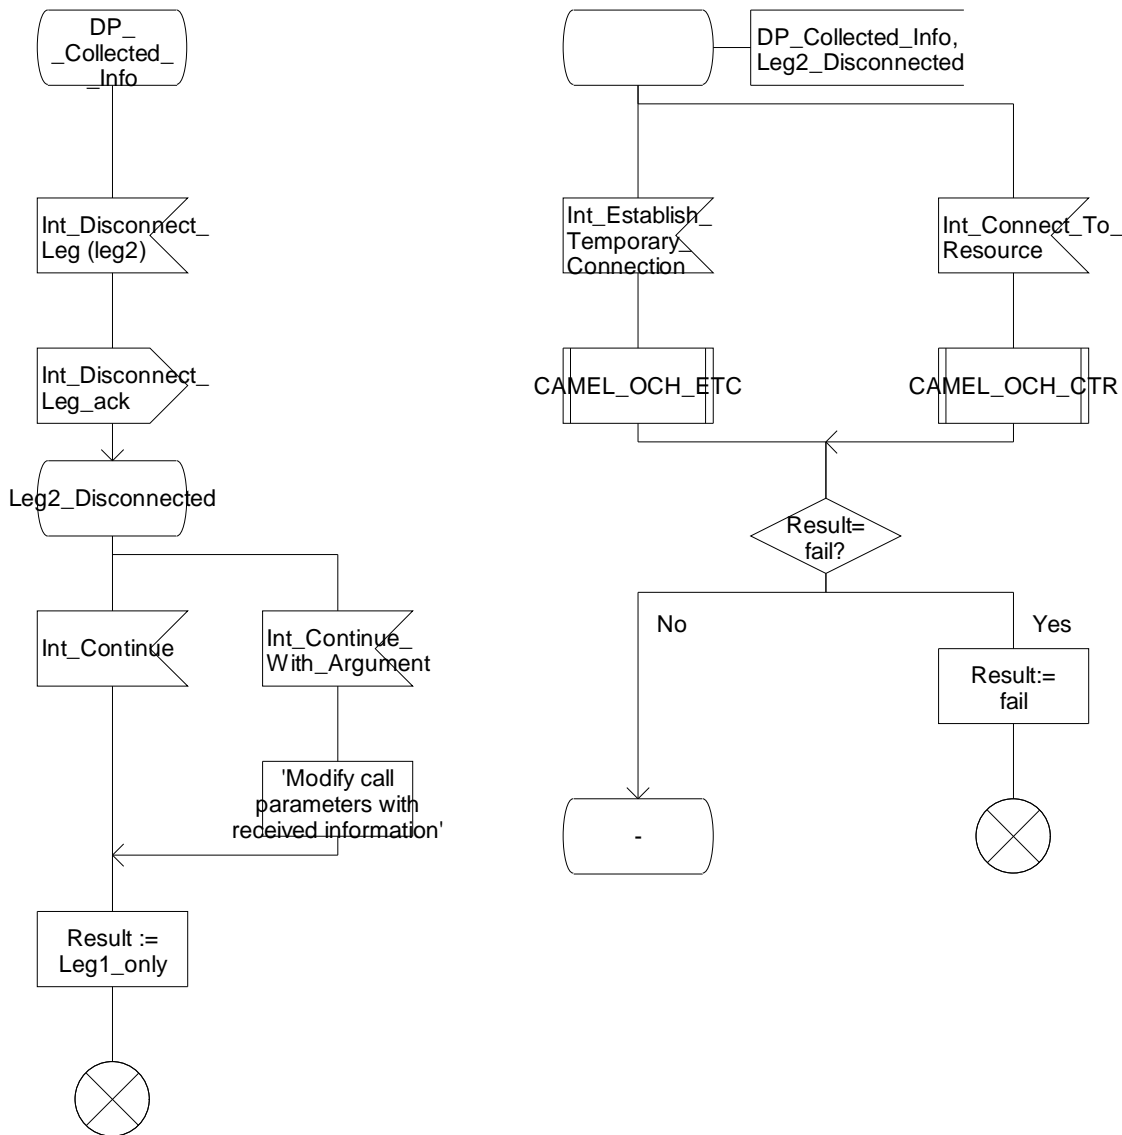 DP_
_Collected_
_Info
Int_Disconnect_
Leg (leg2)
Int_Disconnect_
Leg_ack
Leg2_Disconnected
Int_Continue
Int_Continue_
With_Argument
'Modify call
parameters with
received information'
Result :=
Leg1_only
DP_Collected_Info,
Leg2_Disconnected
Int_Establish_
Temporary_
Connection
Int_Connect_To_
Resource
CAMEL_OCH_ETC
CAMEL_OCH_CTR
Result=
fail?
No
Yes
Result:=
fail
-